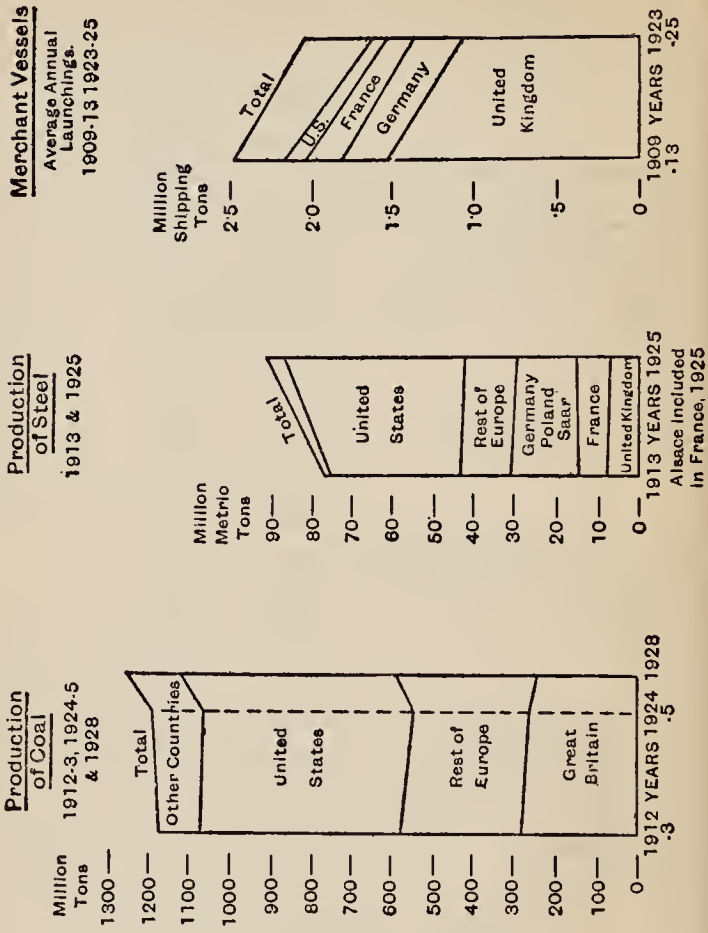 Production
of Coal
1912-3, 1924-5
& 1928
Million
Tons
1300
1200
1100
1000
900
800
700
600
500
400
300
200
100
0
Total
Other Countries
United
States
Rest of
Europe
Great
Britain
1912 YEARS 1924 1928
-3
-5
Production
of Steel
1913 & 1925
Million
Metric
Tons
90
80
70
60
50
40
30
20
10
0
Total
United
States
Rest of
Europe
Germany
Poland
Saar
France
United Kingdom
1913 YEARS 1925
Alsace Included
in France, 1925
Merchant Vessels
Average Annual
Launchings.
1909-13 1923-25
Million
Shipping
Tons
2·5
2·0
1·5
1·0
·5
0
Total
U.S.
France
Germany
United
Kingdom
1909 YEARS 1923
-13
-25